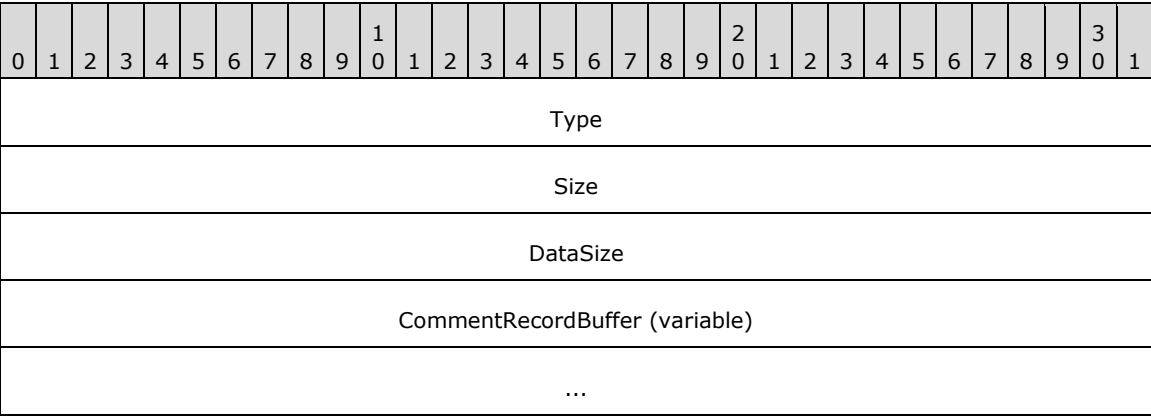 1 2 3
0 1 2 3 4 5 6 7 8 9 0 1 2 3 4 5 6 7 8 9 0 1 2 3 4 5 6 7 8 9 0 1
Type
Size
DataSize
CommentRecordBuffer (variable)
...